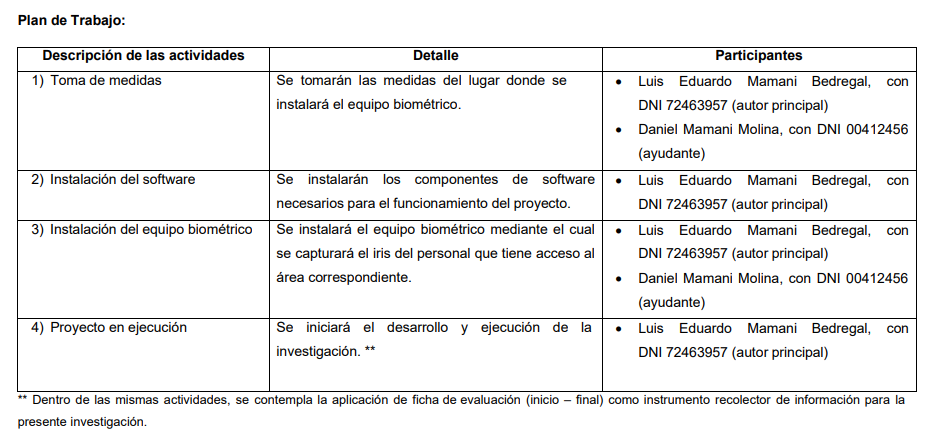 Plan de Trabajo:
Descripción de las actividades
Detalle
Participantes
1) Toma de medidas
Se tomarán las medidas del lugar donde se
instalará el equipo biométrico.
• Luis Eduardo Mamani Bedregal, con
DNI 72463957 (autor principal)
• Daniel Mamani Molina, con DNI 00412456
(ayudante)
2) Instalación del software
Se instalarán los componentes de software
necesarios para el funcionamiento del proyecto.
• Luis Eduardo Mamani Bedregal, con
DNI 72463957 (autor principal)
3) Instalación del equipo biométrico
Se instalará el equipo biométrico mediante el cual
se capturará el iris del personal que tiene acceso al
área correspondiente.
• Luis Eduardo Mamani Bedregal, con
DNI 72463957 (autor principal)
• Daniel Mamani Molina, con DNI 00412456
(ayudante)
4) Proyecto en ejecución
Se iniciará el desarrollo y ejecución de la
investigación. **
• Luis Eduardo Mamani Bedregal, con
DNI 72463957 (autor principal)
** Dentro de las mismas actividades, se contempla la aplicación de ficha de evaluación (inicio – final) como instrumento recolector de información para la
presente investigación.